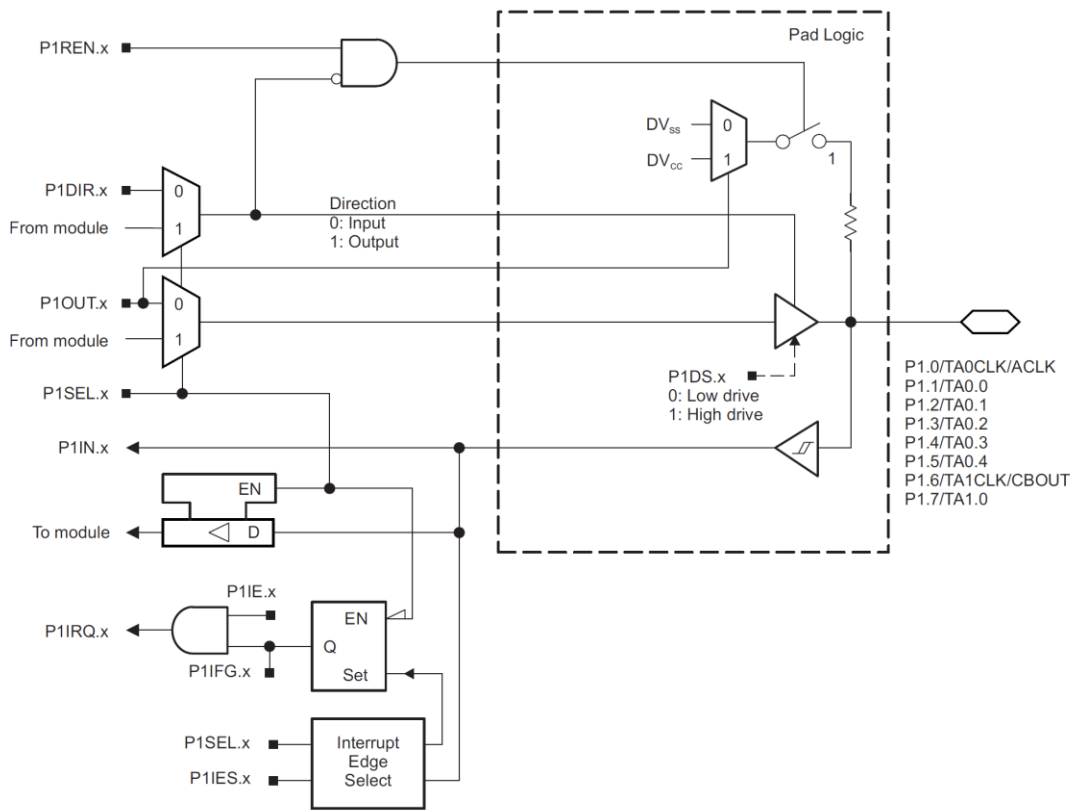 P1REN.x
Pad Logic
DVss
0
DVcc
1
1
P1DIR.x
0
From module
1
Direction
0: Input
1: Output
P1OUT.x
0
From module
1
P1SEL.x
P1DS.x
0: Low drive
1: High drive
P1.0/TA0CLK/ACLK
P1.1/TA0.0
P1.2/TA0.1
P1.3/TA0.2
P1.4/TA0.3
P1.5/TA0.4
P1.6/TA1CLK/CBOUT
P1.7/TA1.0
P1IN.x
EN
To module
D
P1IE.x
P1IRQ.x
EN
Q
P1IFG.x
Set
P1SEL.x
P1IES.x
Interrupt
Edge
Select